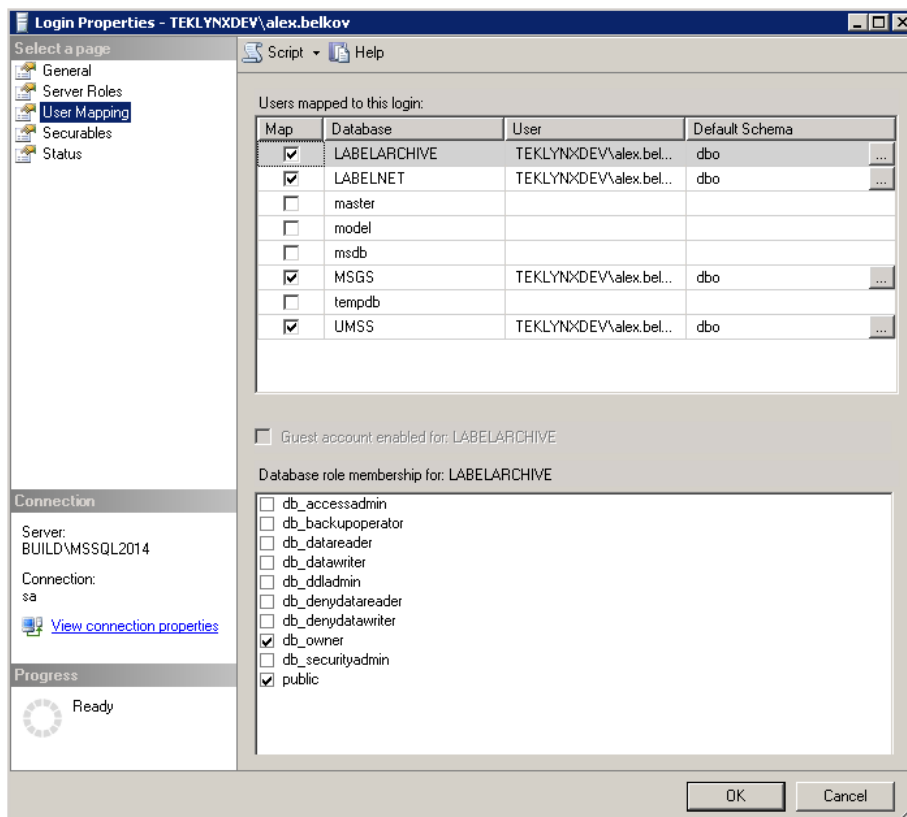 Login Properties - TEKLYNXDEV\alex.belkov
Select a page
General
Server Roles
User Mapping
Securables
Status
Script Help
Users mapped to this login:
Map Database User Default Schema
LABELARCHIVE TEKLYNXDEV\alex.bel... dbo ...
LABELNET TEKLYNXDEV\alex.bel... dbo ...
master
model
msdb
MSGS TEKLYNXDEV\alex.bel... dbo ...
tempdb
UMSS TEKLYNXDEV\alex.bel... dbo ...
Guest account enabled for: LABELARCHIVE
Database role membership for: LABELARCHIVE
db_accessadmin
db_backupoperator
db_datareader
db_datawriter
db_ddladmin
db_denydatareader
db_denydatawriter
db_owner
db_securityadmin
public
Connection
Server:
BUILD\MSSQL2014
Connection:
sa
View connection properties
Progress
Ready
OK Cancel